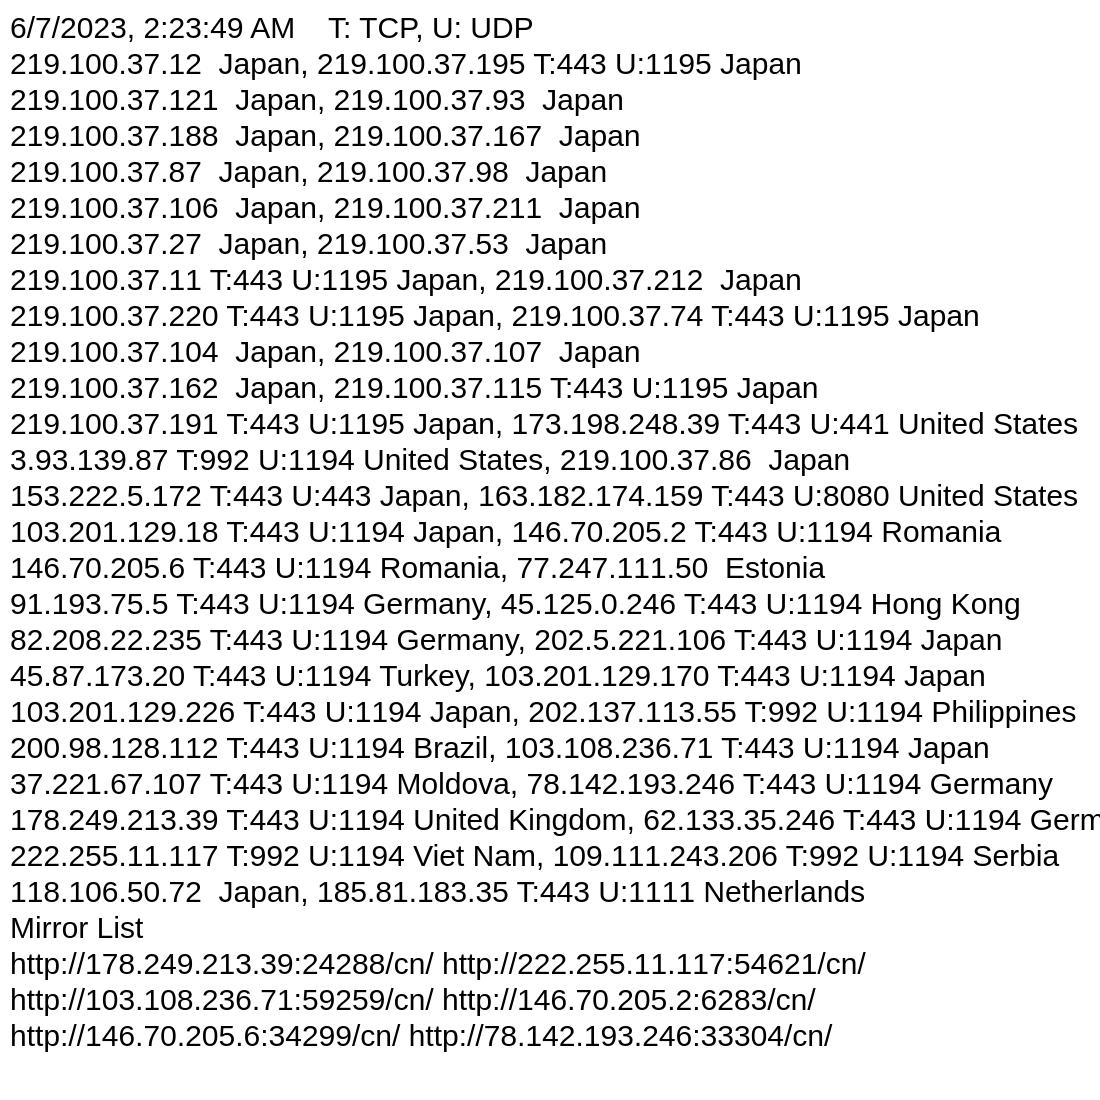 6/7/2023, 2:23:49 AM    T: TCP, U: UDP
219.100.37.12  Japan, 219.100.37.195 T:443 U:1195 Japan
219.100.37.121  Japan, 219.100.37.93  Japan
219.100.37.188  Japan, 219.100.37.167  Japan
219.100.37.87  Japan, 219.100.37.98  Japan
219.100.37.106  Japan, 219.100.37.211  Japan
219.100.37.27  Japan, 219.100.37.53  Japan
219.100.37.11 T:443 U:1195 Japan, 219.100.37.212  Japan
219.100.37.220 T:443 U:1195 Japan, 219.100.37.74 T:443 U:1195 Japan
219.100.37.104  Japan, 219.100.37.107  Japan
219.100.37.162  Japan, 219.100.37.115 T:443 U:1195 Japan
219.100.37.191 T:443 U:1195 Japan, 173.198.248.39 T:443 U:441 United States
3.93.139.87 T:992 U:1194 United States, 219.100.37.86  Japan
153.222.5.172 T:443 U:443 Japan, 163.182.174.159 T:443 U:8080 United States
103.201.129.18 T:443 U:1194 Japan, 146.70.205.2 T:443 U:1194 Romania
146.70.205.6 T:443 U:1194 Romania, 77.247.111.50  Estonia
91.193.75.5 T:443 U:1194 Germany, 45.125.0.246 T:443 U:1194 Hong Kong
82.208.22.235 T:443 U:1194 Germany, 202.5.221.106 T:443 U:1194 Japan
45.87.173.20 T:443 U:1194 Turkey, 103.201.129.170 T:443 U:1194 Japan
103.201.129.226 T:443 U:1194 Japan, 202.137.113.55 T:992 U:1194 Philippines
200.98.128.112 T:443 U:1194 Brazil, 103.108.236.71 T:443 U:1194 Japan
37.221.67.107 T:443 U:1194 Moldova, 78.142.193.246 T:443 U:1194 Germany
178.249.213.39 T:443 U:1194 United Kingdom, 62.133.35.246 T:443 U:1194 Germ
222.255.11.117 T:992 U:1194 Viet Nam, 109.111.243.206 T:992 U:1194 Serbia
118.106.50.72  Japan, 185.81.183.35 T:443 U:1111 Netherlands
Mirror List
http://178.249.213.39:24288/cn/ http://222.255.11.117:54621/cn/
http://103.108.236.71:59259/cn/ http://146.70.205.2:6283/cn/
http://146.70.205.6:34299/cn/ http://78.142.193.246:33304/cn/